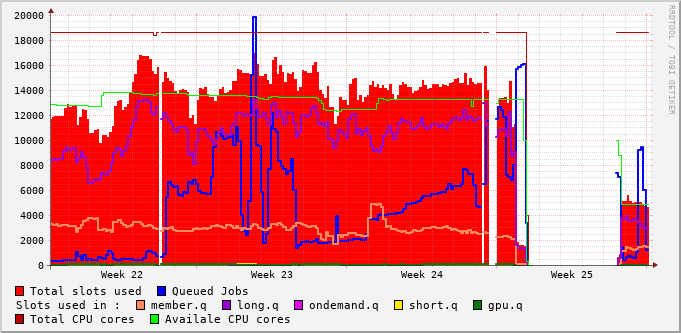 20000
18000
16000
14000
12000
10000
8000
6000
4000
2000
0
Week 22 Week 23 Week 24 Week 25
RRDTOOL / TOBI OETIKER
Total slots used Queued Jobs
Slots used in : member.q long.q ondemand.q short.q gpu.q
Total CPU cores Availale CPU cores